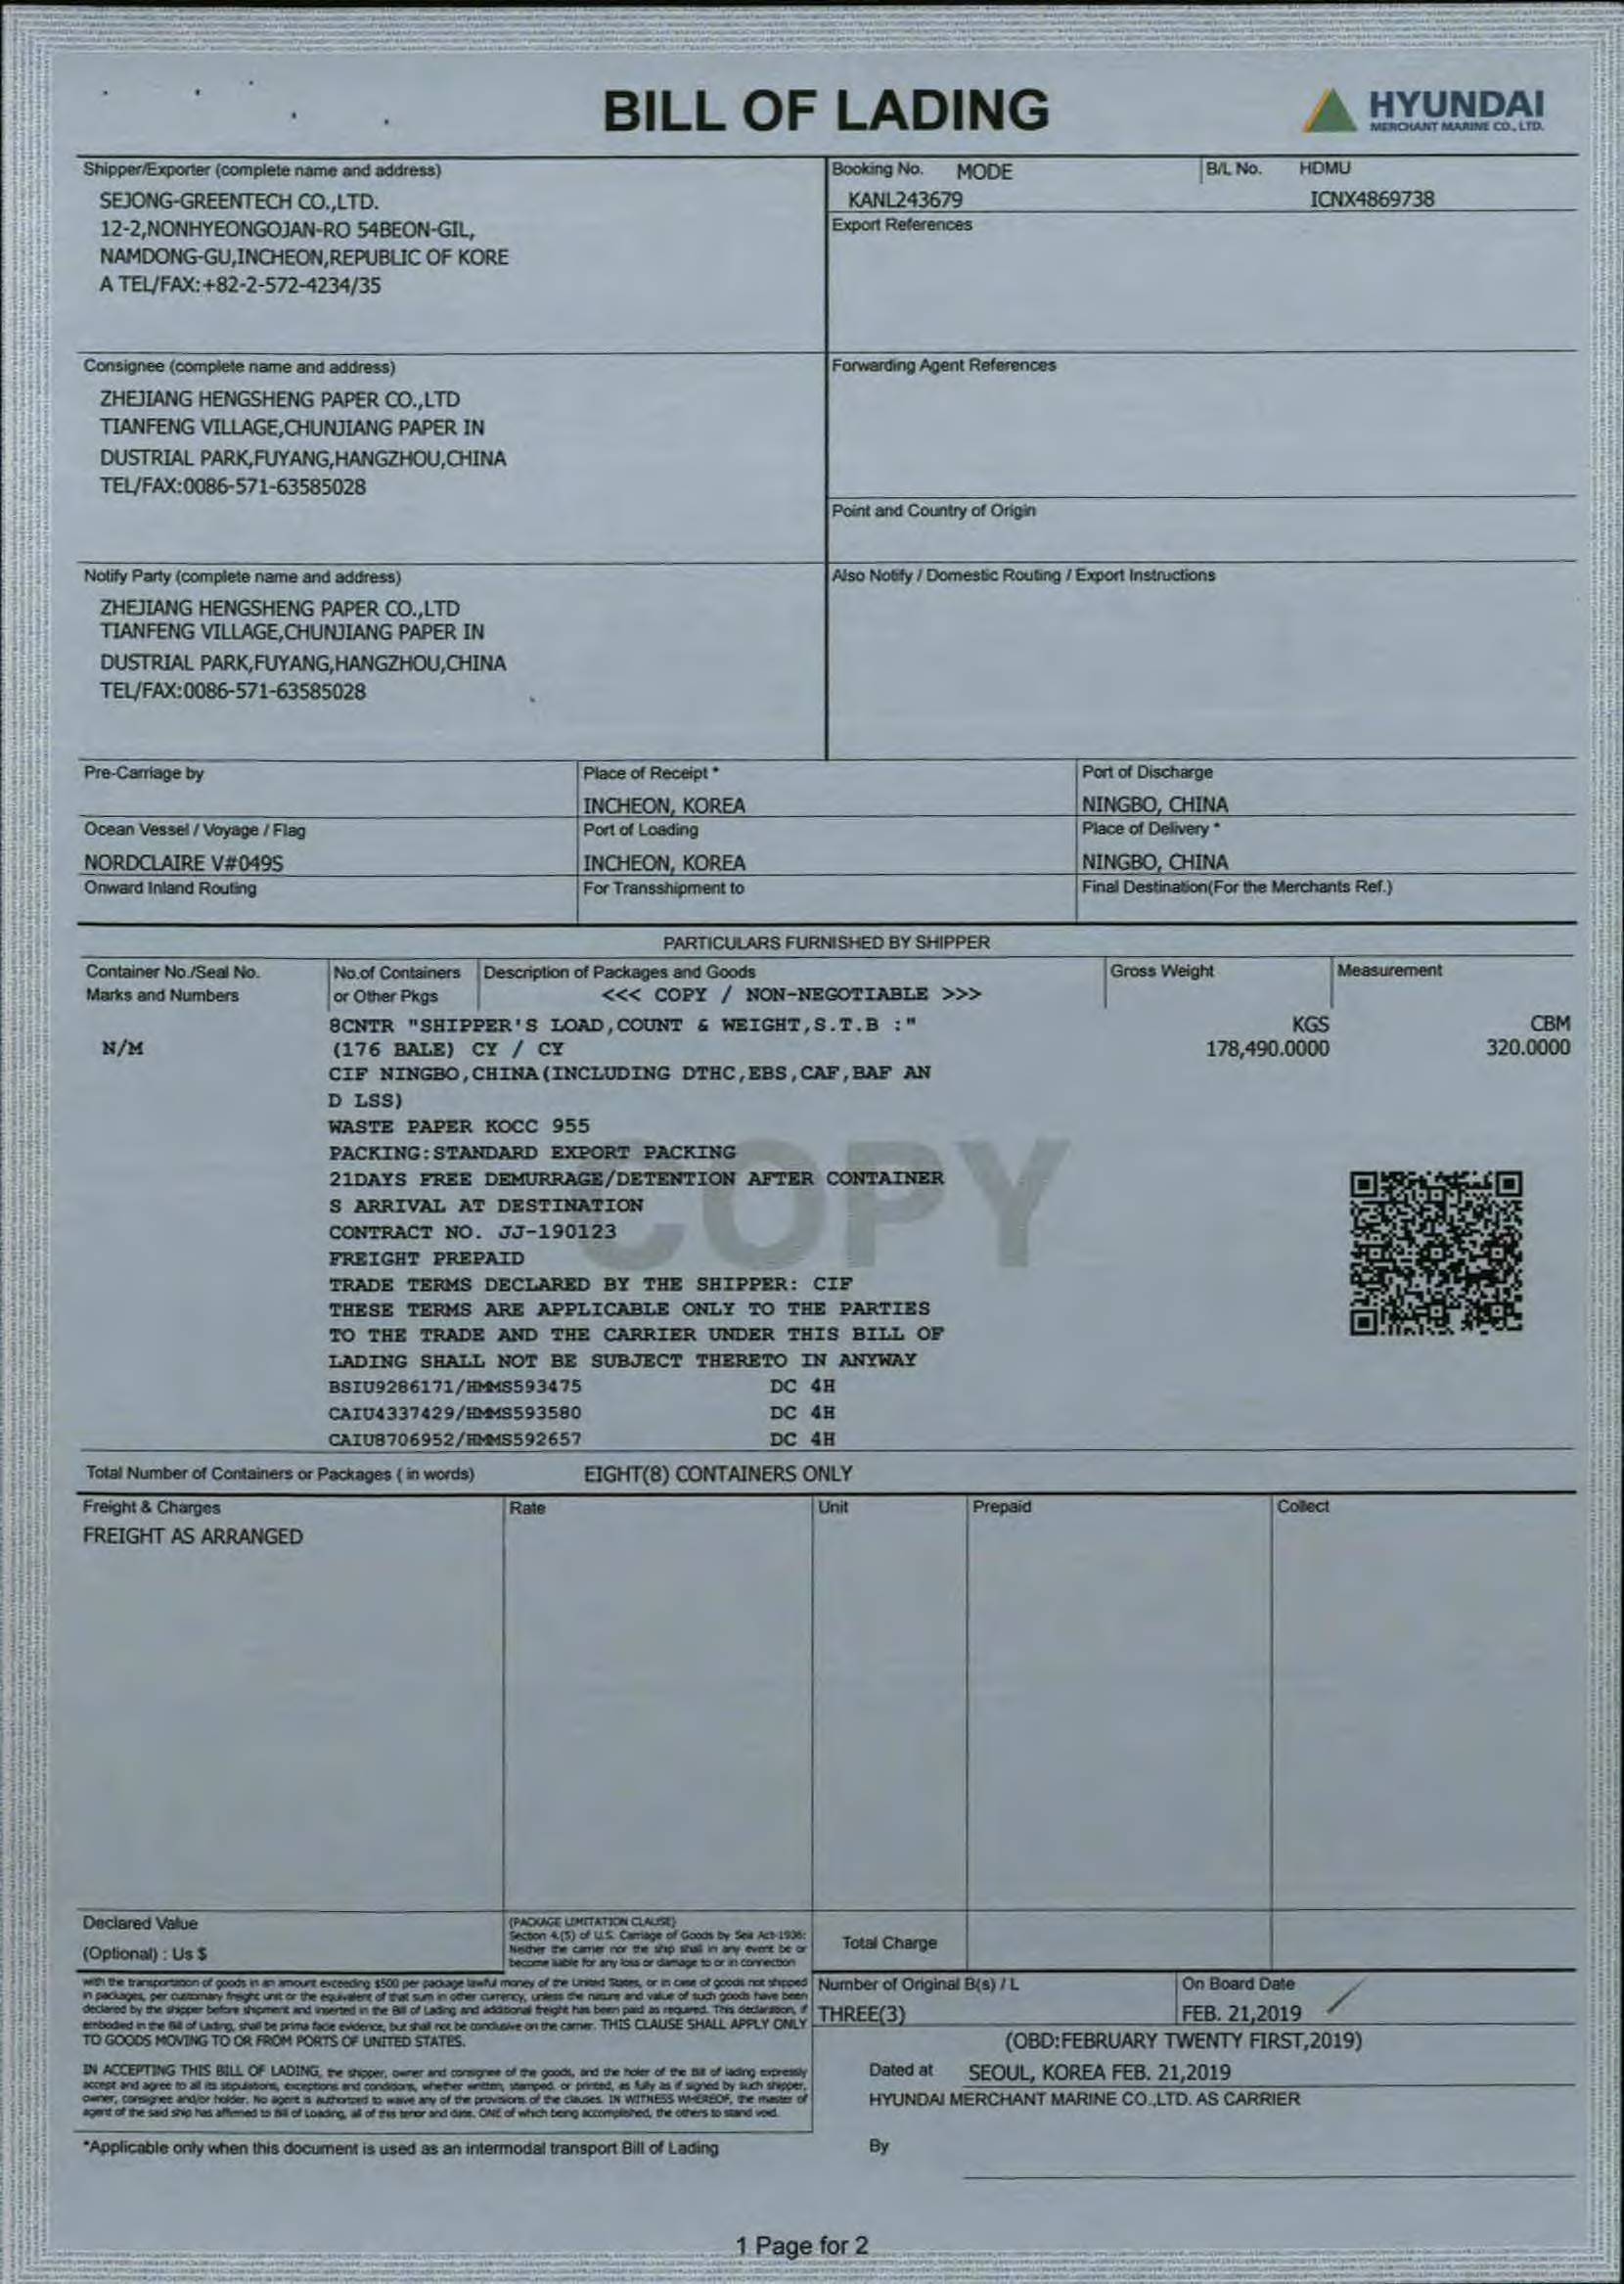 BILL OF LADING
HYUNDAI
MERCHANT MARINE CO., LTD.
Shipper/Exporter (complete name and address)
SEJONG-GREENTECH CO.,LTD.
12-2,NONHYEONGOJAN-RO 54BEON-GIL,
NAMDONG-GU,INCHEON,REPUBLIC OF KORE
A TEL/FAX:+82-2-572-4234/35
Booking No. MODE
KANL243679
B/L No. HDMU
ICNX4869738
Export References
Consignee (complete name and address)
ZHEJIANG HENGSHENG PAPER CO.,LTD
TIANFENG VILLAGE,CHUNJIANG PAPER IN
DUSTRIAL PARK,FUYANG,HANGZHOU,CHINA
TEL/FAX:0086-571-63585028
Forwarding Agent References
Point and Country of Origin
Notify Party (complete name and address)
ZHEJIANG HENGSHENG PAPER CO.,LTD
TIANFENG VILLAGE,CHUNJIANG PAPER IN
DUSTRIAL PARK,FUYANG,HANGZHOU,CHINA
TEL/FAX:0086-571-63585028
Also Notify / Domestic Routing / Export Instructions
Pre-Carriage by
Place of Receipt *
INCHEON, KOREA
Port of Discharge
NINGBO, CHINA
Ocean Vessel / Voyage / Flag
NORDCLAIRE V#049S
Port of Loading
INCHEON, KOREA
Place of Delivery *
NINGBO, CHINA
Onward Inland Routing
For Transshipment to
Final Destination(For the Merchants Ref.)
PARTICULARS FURNISHED BY SHIPPER
Container No./Seal No.
Marks and Numbers
No.of Containers
or Other Pkgs
Description of Packages and Goods
<<< COPY / NON-NEGOTIABLE >>>
Gross Weight
Measurement
8CNTR "SHIPPER'S LOAD,COUNT & WEIGHT,S.T.B :" KGS CBM
N/M (176 BALE) CY / CY 178,490.0000 320.0000
CIF NINGBO,CHINA(INCLUDING DTHC,EBS,CAF,BAF AN
D LSS)
WASTE PAPER KOCC 955
PACKING:STANDARD EXPORT PACKING
21DAYS FREE DEMURRAGE/DETENTION AFTER CONTAINER
S ARRIVAL AT DESTINATION
COPY
CONTRACT NO. JJ-190123
FREIGHT PREPAID
TRADE TERMS DECLARED BY THE SHIPPER: CIF
THESE TERMS ARE APPLICABLE ONLY TO THE PARTIES
TO THE TRADE AND THE CARRIER UNDER THIS BILL OF
LADING SHALL NOT BE SUBJECT THERETO IN ANYWAY
BSIU9286171/HMMS593475 DC 4H
CAIU4337429/HMMS593580 DC 4H
CAIU8706952/HMMS592657 DC 4H
Total Number of Containers or Packages ( in words) EIGHT(8) CONTAINERS ONLY
Freight & Charges Rate Unit Prepaid Collect
FREIGHT AS ARRANGED
Declared Value
(Optional) : Us $
(PACKAGE LIMITATION CLAUSE)
Section 4.(5) of U.S. Carriage of Goods by Sea Act-1936:
Neither the carrier nor the ship shall in any event be or
become liable for any loss or damage to or in connection
Total Charge
with the transportation of goods in an amount exceeding $500 per package lawful money of the United States, or in case of goods not shipped
in packages, per customary freight unit or the equivalent of that sum in other currency, unless the nature and value of such goods have been
declared by the shipper before shipment and inserted in the Bill of Lading and additional freight has been paid as required. This declaration, if
embodied in the Bill of Lading, shall be prima facie evidence, but shall not be conclusive on the carrier. THIS CLAUSE SHALL APPLY ONLY
TO GOODS MOVING TO OR FROM PORTS OF UNITED STATES.
Number of Original B(s) / L
THREE(3)
On Board Date
FEB. 21,2019
(OBD:FEBRUARY TWENTY FIRST,2019)
IN ACCEPTING THIS BILL OF LADING, the shipper, owner and consignee of the goods, and the holer of the Bill of lading expressly
accept and agree to all its stipulations, exceptions and conditions, whether written, stamped, or printed, as fully as if signed by such shipper,
owner, consignee and/or holder. No agent is authorized to waive any of the provisions of the clauses. IN WITNESS WHEREOF, the master of
agent of the said ship has affirmed to Bill of Loading, all of this tenor and date, ONE of which being accomplished, the others to stand void.
Dated at SEOUL, KOREA FEB. 21,2019
HYUNDAI MERCHANT MARINE CO.,LTD. AS CARRIER
*Applicable only when this document is used as an intermodal transport Bill of Lading
By
1 Page for 2